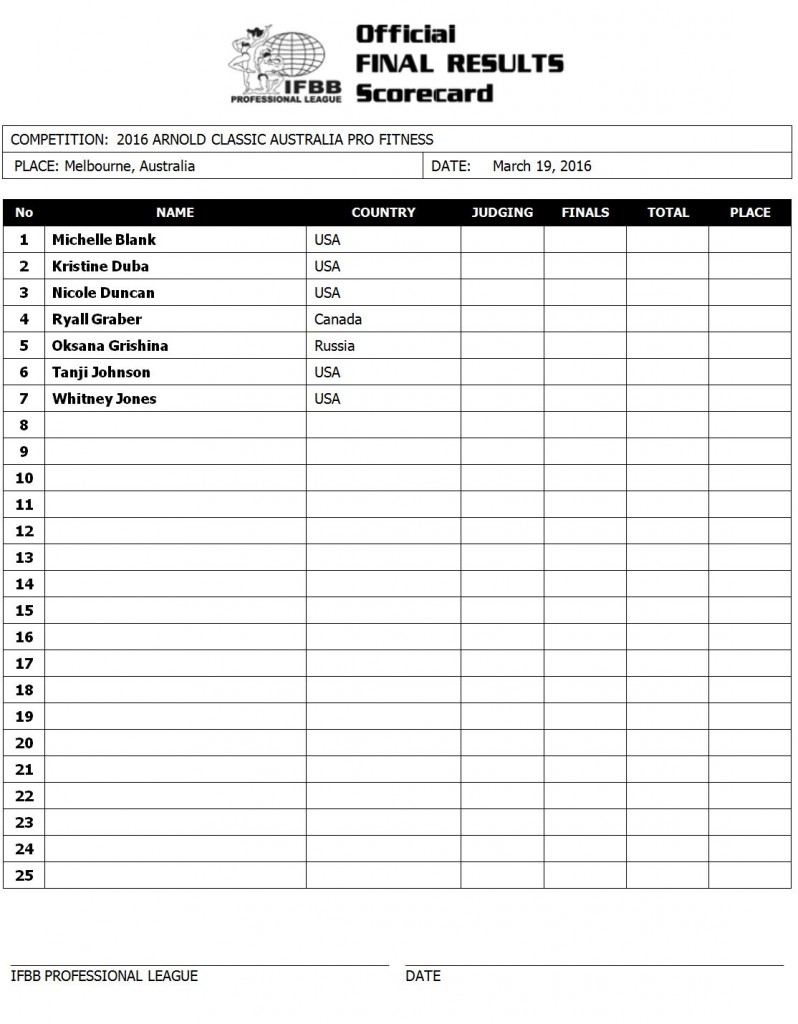 Official
FINAL RESULTS
Scorecard
IFBB
PROFESSIONAL LEAGUE
COMPETITION: 2016 ARNOLD CLASSIC AUSTRALIA PRO FITNESS
PLACE: Melbourne, Australia DATE: March 19, 2016
No NAME COUNTRY JUDGING FINALS TOTAL PLACE
1 Michelle Blank USA
2 Kristine Duba USA
3 Nicole Duncan USA
4 Ryall Graber Canada
5 Oksana Grishina Russia
6 Tanji Johnson USA
7 Whitney Jones USA
8
9
10
11
12
13
14
15
16
17
18
19
20
21
22
23
24
25
IFBB PROFESSIONAL LEAGUE DATE